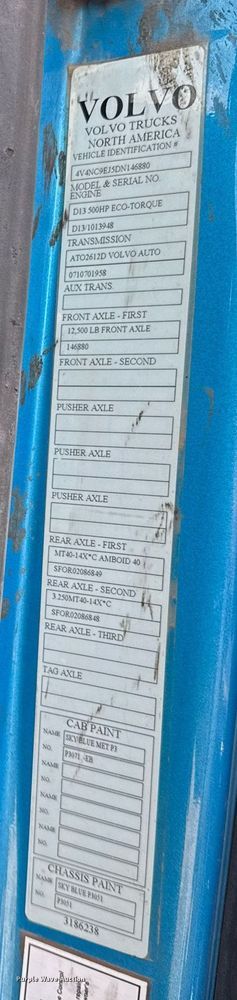 VOLVO
VOLVO TRUCKS
NORTH AMERICA
VEHICLE IDENTIFICATION #
4V4NC9EJ5DN146880
MODEL & SERIAL NO.
ENGINE
D13 500HP ECO-TORQUE
D13/1013948
TRANSMISSION
ATO2612D VOLVO AUTO
0710701958
AUX TRANS.
FRONT AXLE - FIRST
12,500 LB FRONT AXLE
146880
FRONT AXLE - SECOND
PUSHER AXLE
PUSHER AXLE
PUSHER AXLE
REAR AXLE - FIRST
MT40-14X*C AMBOID 40
SFOR02086849
REAR AXLE - SECOND
3.250MT40-14X*C
SFOR02086848
REAR AXLE - THIRD
TAG AXLE
CAB PAINT
NAME SKY BLUE MET P3
NO. P3071_-EB
NAME
NO.
NAME
NO.
NAME
NO.
CHASSIS PAINT
NAME SKY BLUE P3051
NO. P3051
3186238
Purple Wave Auction